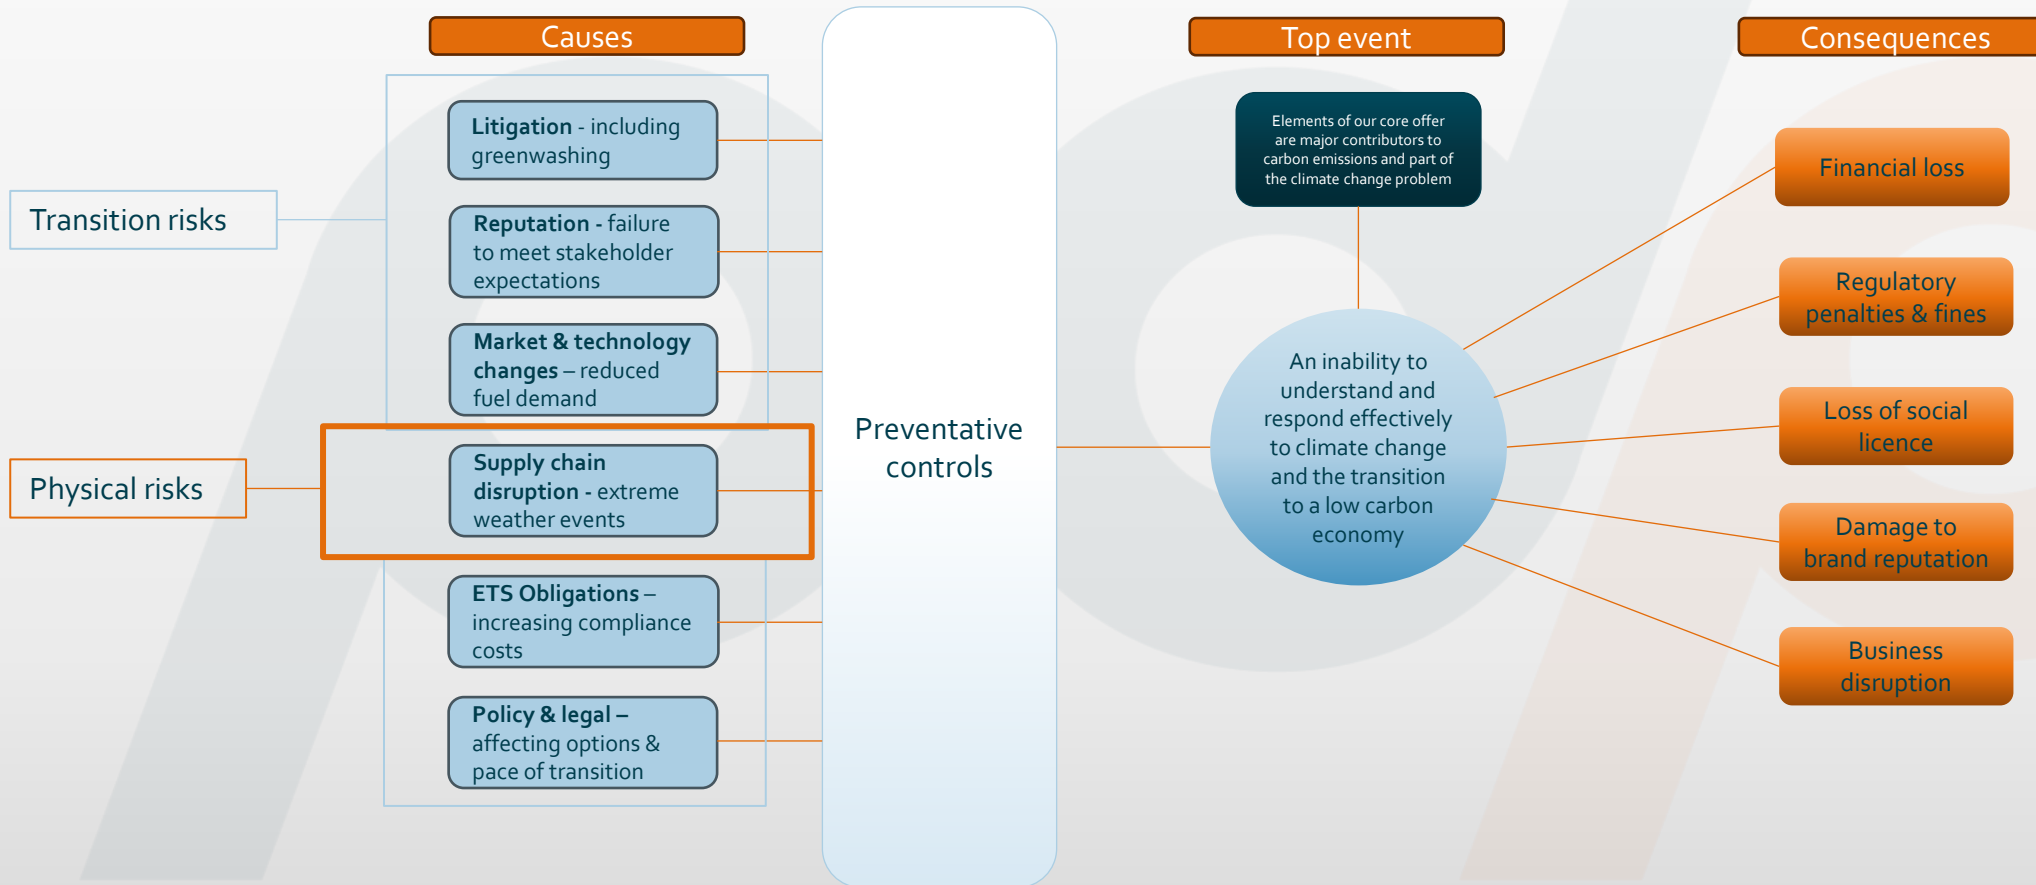 Causes
Top event
Consequences
Transition risks
Physical risks
Litigation - including
greenwashing
Reputation - failure
to meet stakeholder
expectations
Market & technology
changes – reduced
fuel demand
Supply chain
disruption - extreme
weather events
ETS Obligations –
increasing compliance
costs
Policy & legal –
affecting options &
pace of transition
Preventative
controls
Elements of our core offer
are major contributors to
carbon emissions and part of
the climate change problem
An inability to
understand and
respond effectively
to climate change
and the transition
to a low carbon
economy
Financial loss
Regulatory
penalties & fines
Loss of social
licence
Damage to
brand reputation
Business
disruption